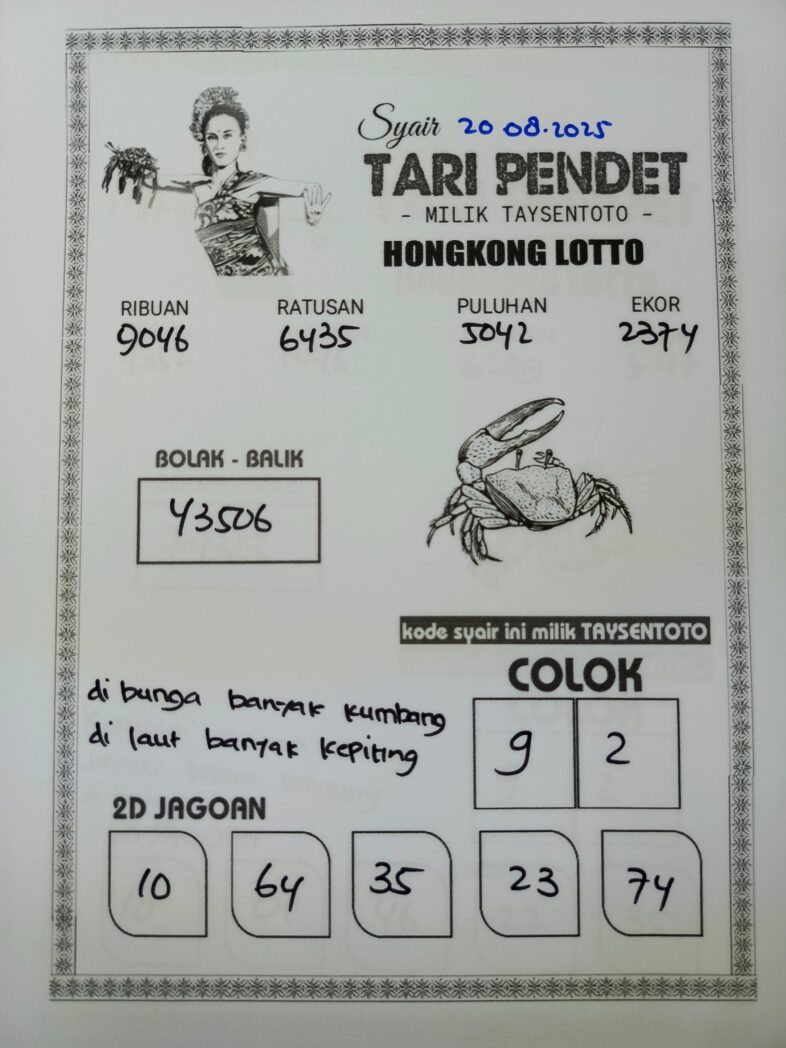 Syair 20 08.2025
TARI PENDET
- MILIK TAYSENTOTO -
HONGKONG LOTTO
RIBUAN RATUSAN PULUHAN EKOR
9046 6435 5042 2374
BOLAK - BALIK
43506
kode syair ini milik TAYSENTOTO
COLOK
9 2
di bunga banyak kumbang
di laut banyak kepiting
2D JAGOAN
10 64 35 23 74